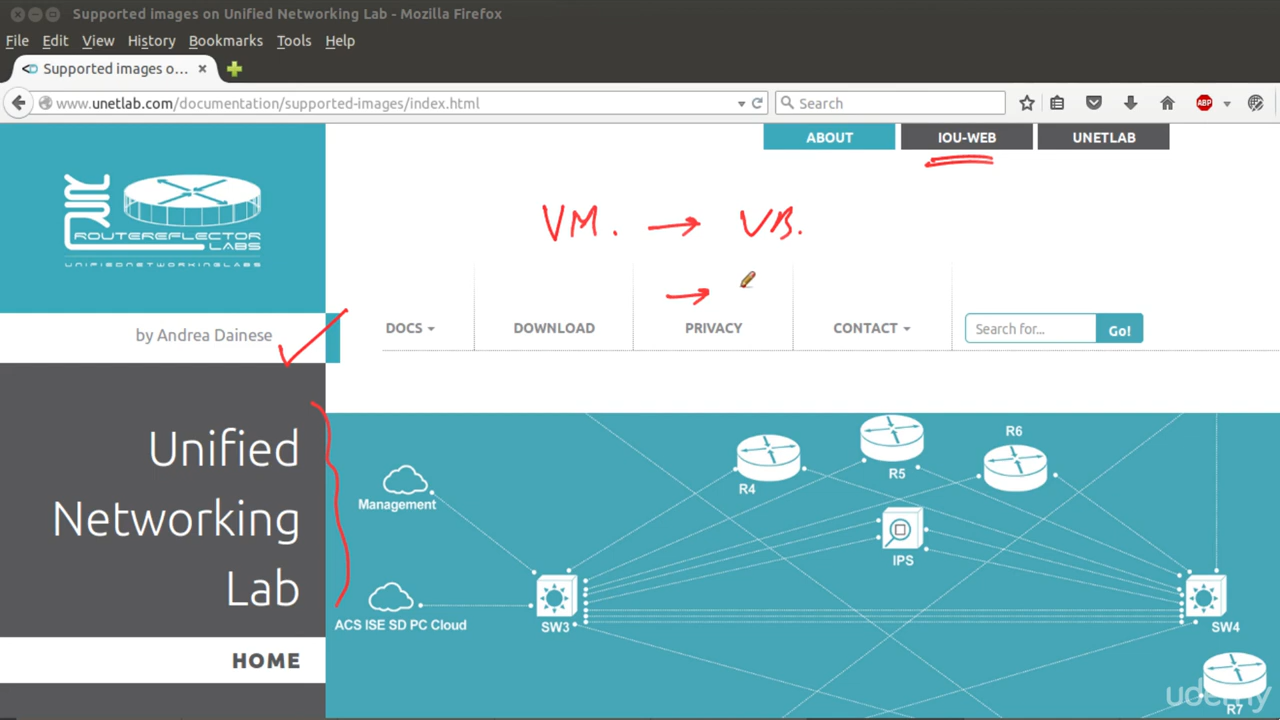 Supported images on Unified Networking Lab - Mozilla Firefox
File Edit View History Bookmarks Tools Help
Supported images o...
www.unetlab.com/documentation/supported-images/index.html
Search
ABP
ABOUT IOU-WEB UNETLAB
VM. → VB.
→
ROUTEREFLECTOR
LABS
UNIFIEDNETWORKINGLABS
by Andrea Dainese
DOCS DOWNLOAD PRIVACY CONTACT Search for... Go!
Unified
Networking
Lab
HOME
R4
R5
R6
Management
IPS
SW3
ACS ISE SD PC Cloud
SW4
R7
udemy